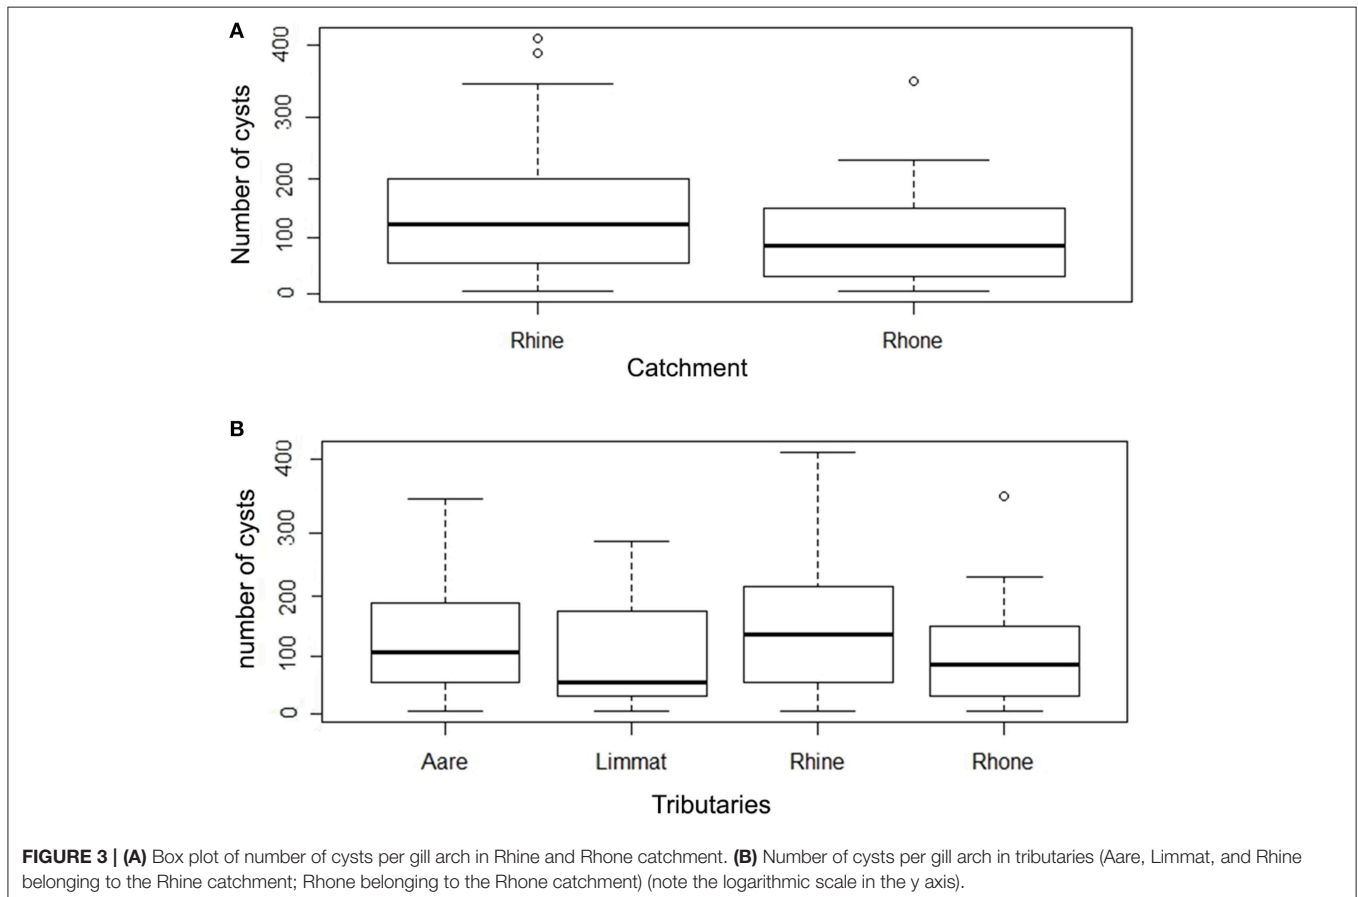 A
400
300
200
100
0
Number of cysts
Rhine Rhone
Catchment
B
400
300
200
100
0
number of cysts
Aare Limmat Rhine Rhone
Tributaries
FIGURE 3 | (A) Box plot of number of cysts per gill arch in Rhine and Rhone catchment. (B) Number of cysts per gill arch in tributaries (Aare, Limmat, and Rhine
belonging to the Rhine catchment; Rhone belonging to the Rhone catchment) (note the logarithmic scale in the y axis).